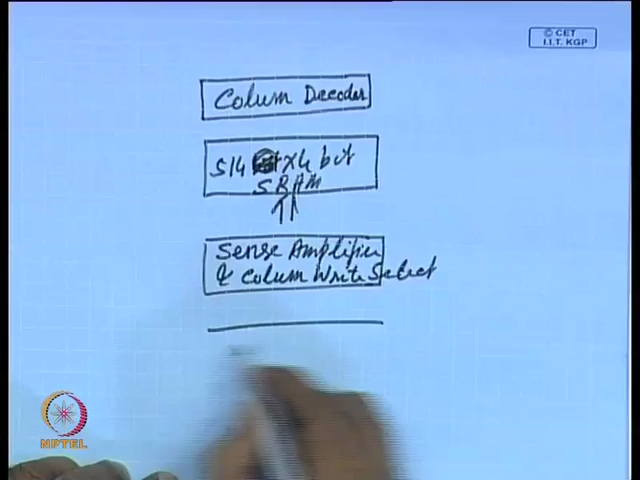 © CET
I.I.T. KGP
Colum Decoder
514 X4 bit
SRAM
Sense Amplifier
& Colum Write Select
NPTEL